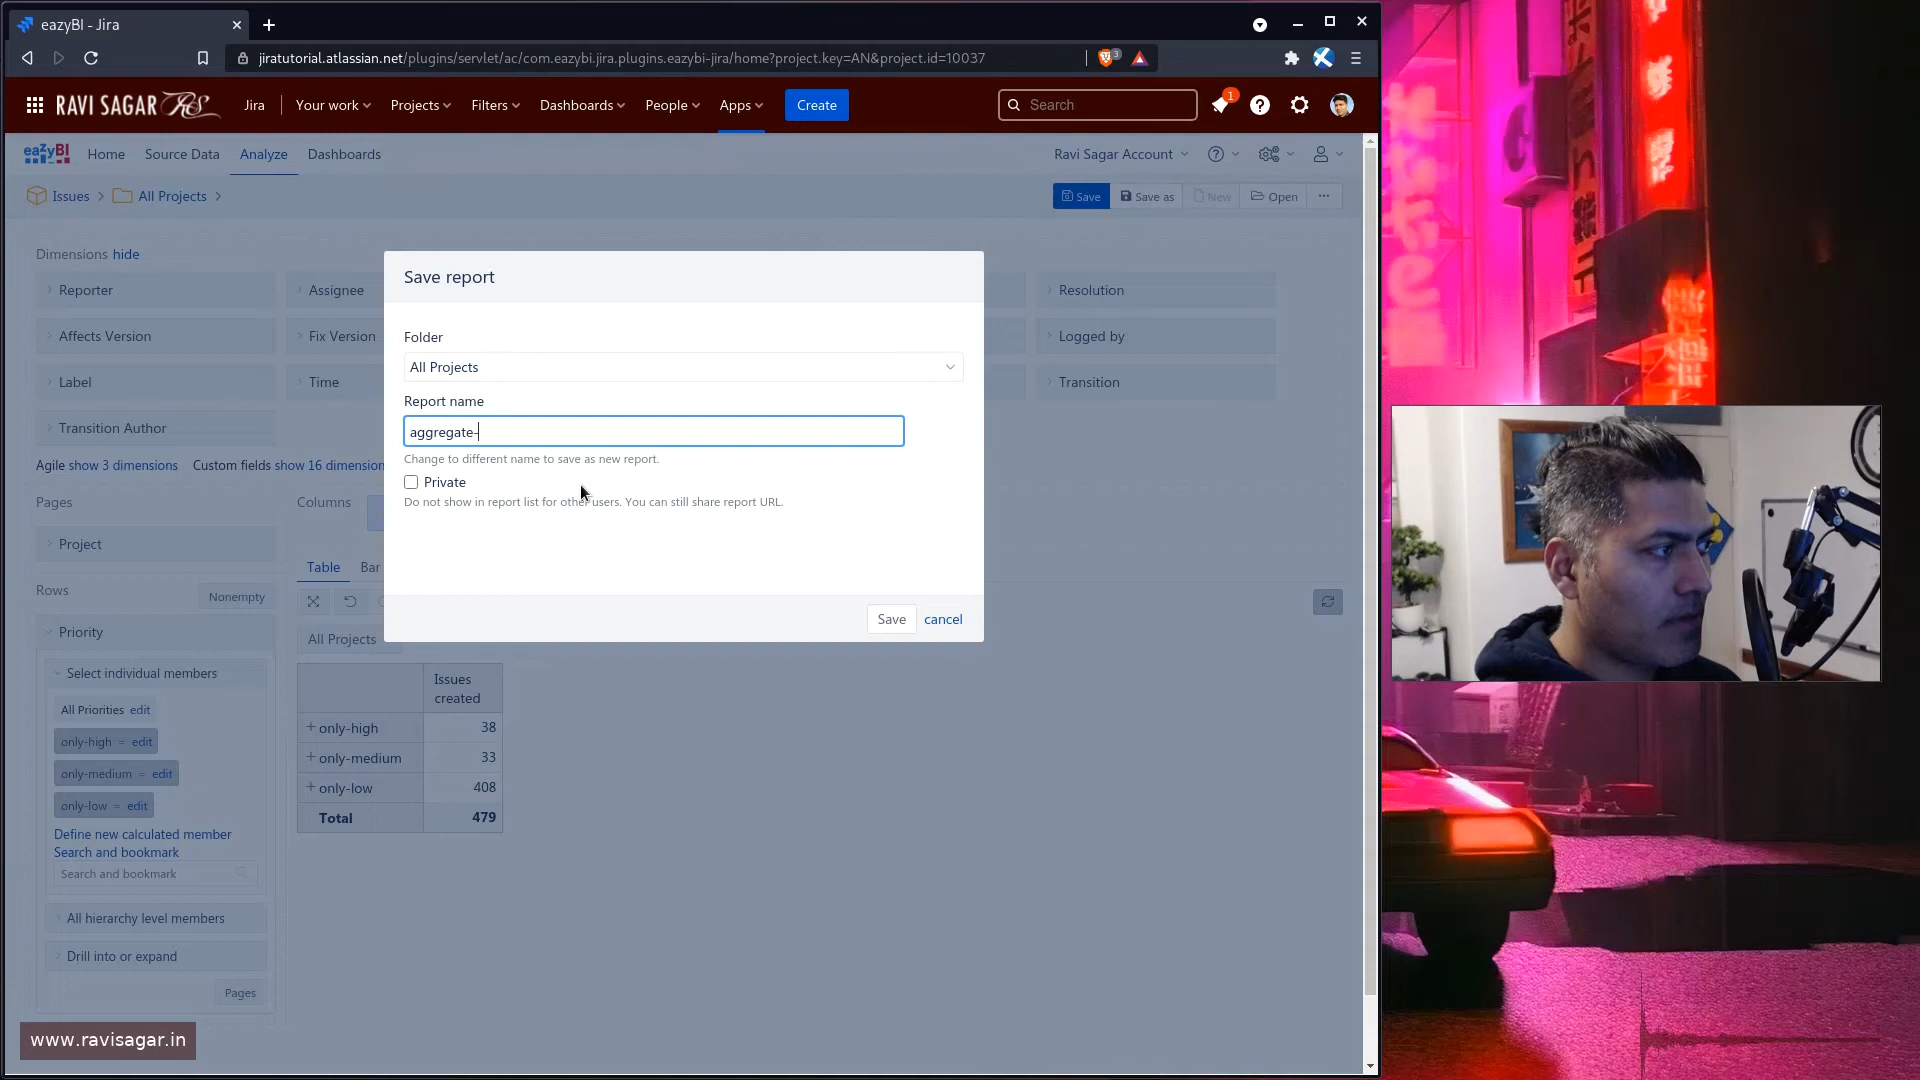 eazyBI - Jira
jiratutorial.atlassian.net/plugins/servlet/ac/com.eazybi.jira.plugins.eazybi-jira/home?project.key=AN&project.id=10037
3
RAVI SAGAR RS Jira Your work Projects Filters Dashboards People Apps Create Search 1
eazyBI Home Source Data Analyze Dashboards Ravi Sagar Account
Issues All Projects Save Save as New Open ...
Dimensions hide
Reporter Assignee Resolution
Affects Version Fix Version Logged by
Label Time Transition
Transition Author
Agile show 3 dimensions Custom fields show 16 dimension
Pages Columns
Project
Table Bar
Rows Nonempty
Priority
All Projects
Select individual members
All Priorities edit
only-high = edit
only-medium = edit
only-low = edit
Define new calculated member
Search and bookmark
Search and bookmark
All hierarchy level members
Drill into or expand
Pages
Issues created
+ only-high 38
+ only-medium 33
+ only-low 408
Total 479
Save report
Folder
All Projects
Report name
aggregate-
Change to different name to save as new report.
Private
Do not show in report list for other users. You can still share report URL.
Save cancel
www.ravisagar.in